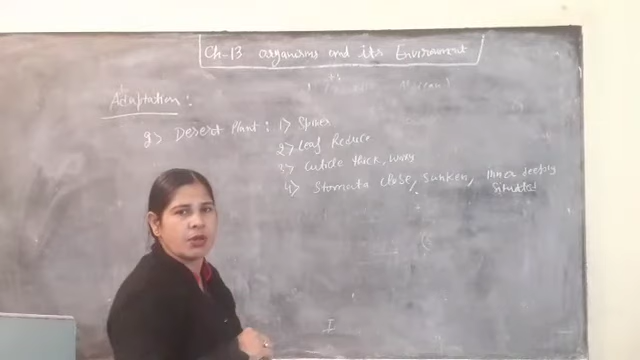 Ch-13 organisms and its Environment
Adaptation :
g> Desert Plant : 1> Spines
2> Leaf Reduce
3> Cuticle thick, waxy
4> Stomata close, sunken, inner deeply
situated
I